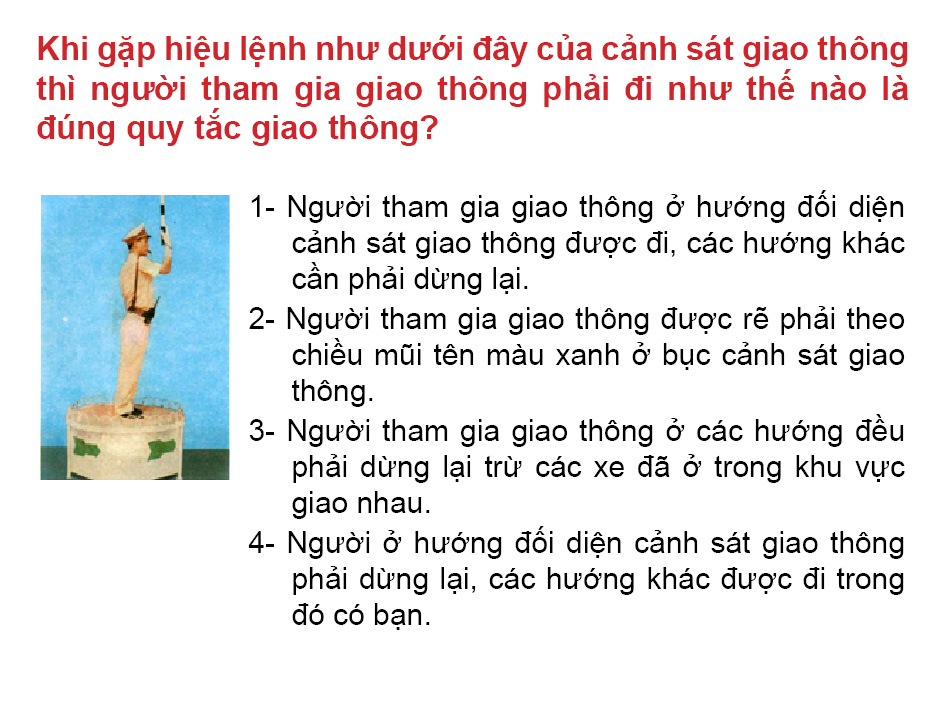 Khi gặp hiệu lệnh như dưới đây của cảnh sát giao thông
thì người tham gia giao thông phải đi như thế nào là
đúng quy tắc giao thông?
1- Người tham gia giao thông ở hướng đối diện
cảnh sát giao thông được đi, các hướng khác
cần phải dừng lại.
2- Người tham gia giao thông được rẽ phải theo
chiều mũi tên màu xanh ở bục cảnh sát giao
thông.
3- Người tham gia giao thông ở các hướng đều
phải dừng lại trừ các xe đã ở trong khu vực
giao nhau.
4- Người ở hướng đối diện cảnh sát giao thông
phải dừng lại, các hướng khác được đi trong
đó có bạn.